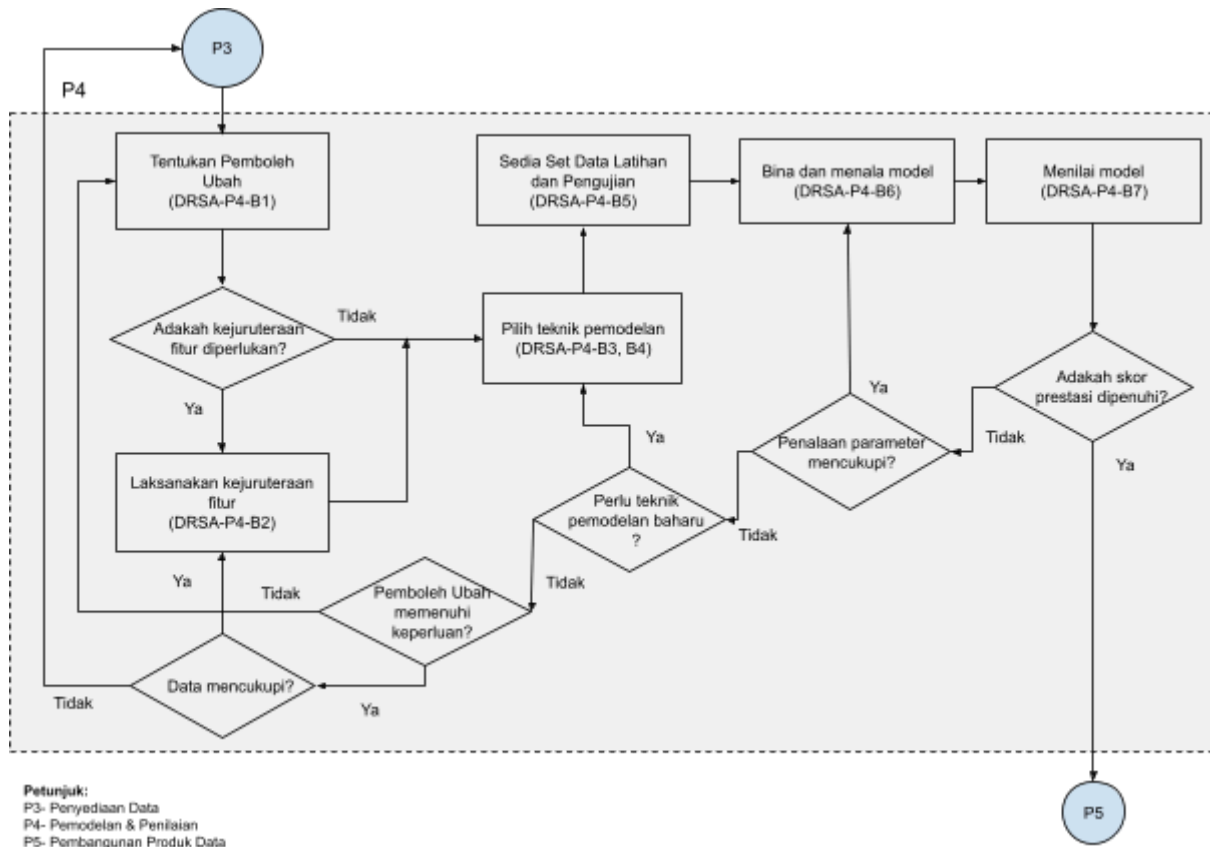 P3
P4
Tentukan Pemboleh
Ubah
(DRSA-P4-B1)
Sedia Set Data Latihan
dan Pengujian
(DRSA-P4-B5)
Bina dan menala model
(DRSA-P4-B6)
Menilai model
(DRSA-P4-B7)
Adakah kejuruteraan
fitur diperlukan?
Tidak
Pilih teknik pemodelan
(DRSA-P4-B3, B4)
Ya
Adakah skor
prestasi dipenuhi?
Tidak
Ya
Penalaan parameter
mencukupi?
Ya
Tidak
Perlu teknik
pemodelan baharu
?
Ya
Tidak
Laksanakan kejuruteraan
fitur
(DRSA-P4-B2)
Ya
Pemboleh Ubah
memenuhi
keperluan?
Tidak
Ya
Data mencukupi?
Tidak
P5
Petunjuk:
P3- Penyediaan Data
P4- Pemodelan & Penilaian
P5- Pembangunan Produk Data